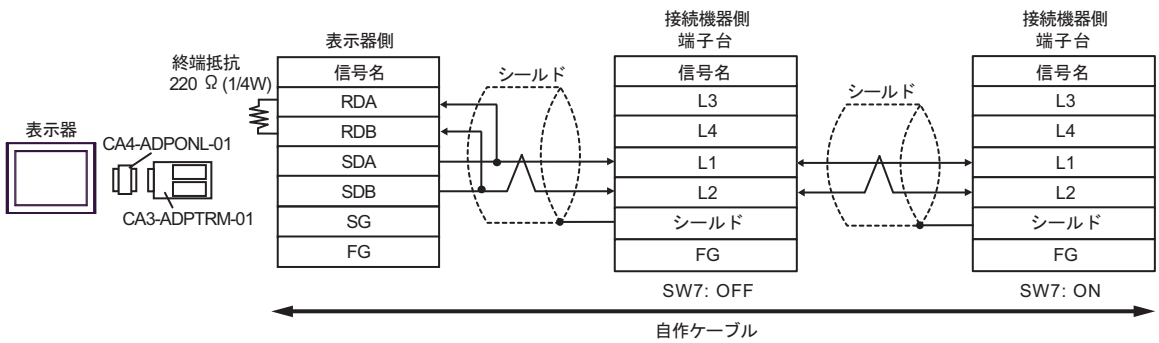 表示器
CA4-ADPONL-01
CA3-ADPTRM-01
終端抵抗
220 Ω (1/4W)
表示器側
信号名
RDA
RDB
SDA
SDB
SG
FG
シールド
接続機器側
端子台
信号名
L3
L4
L1
L2
シールド
FG
SW7: OFF
シールド
接続機器側
端子台
信号名
L3
L4
L1
L2
シールド
FG
SW7: ON
自作ケーブル